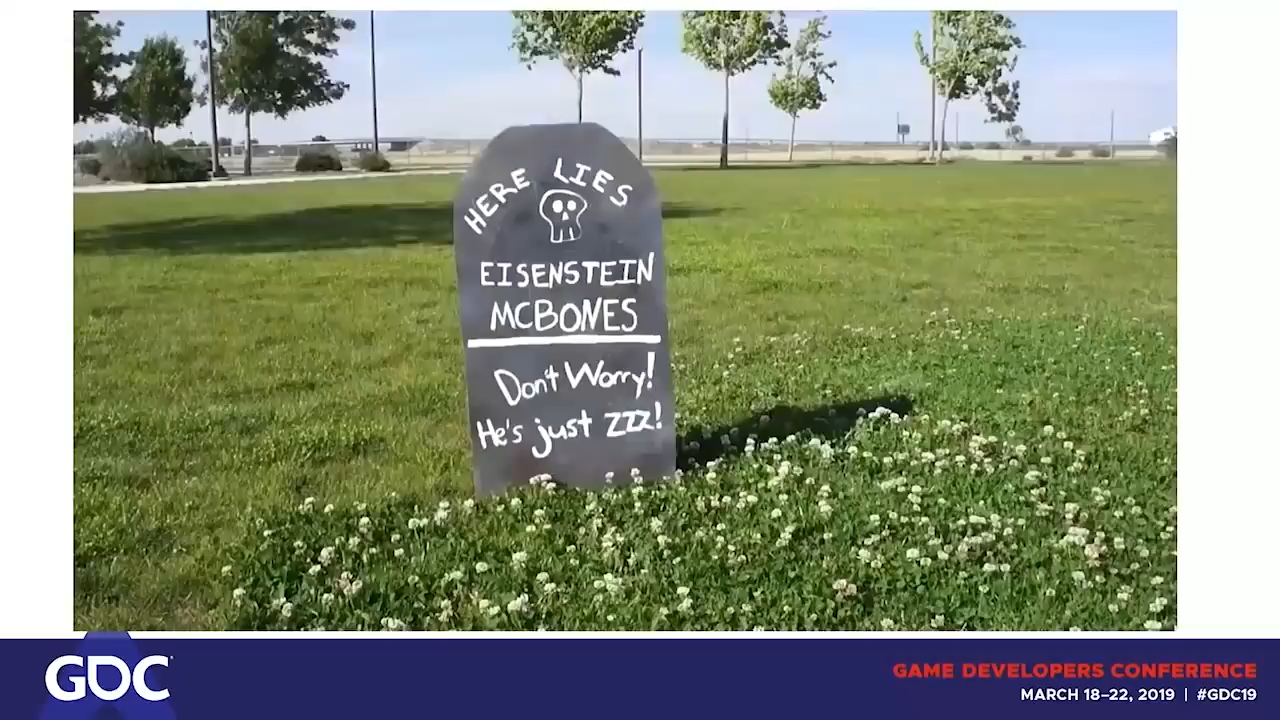 HERE LIES
EISENSTEIN
MCBONES
Don't Worry!
He's just zzz!
GDC
GAME DEVELOPERS CONFERENCE
MARCH 18–22, 2019 | #GDC19